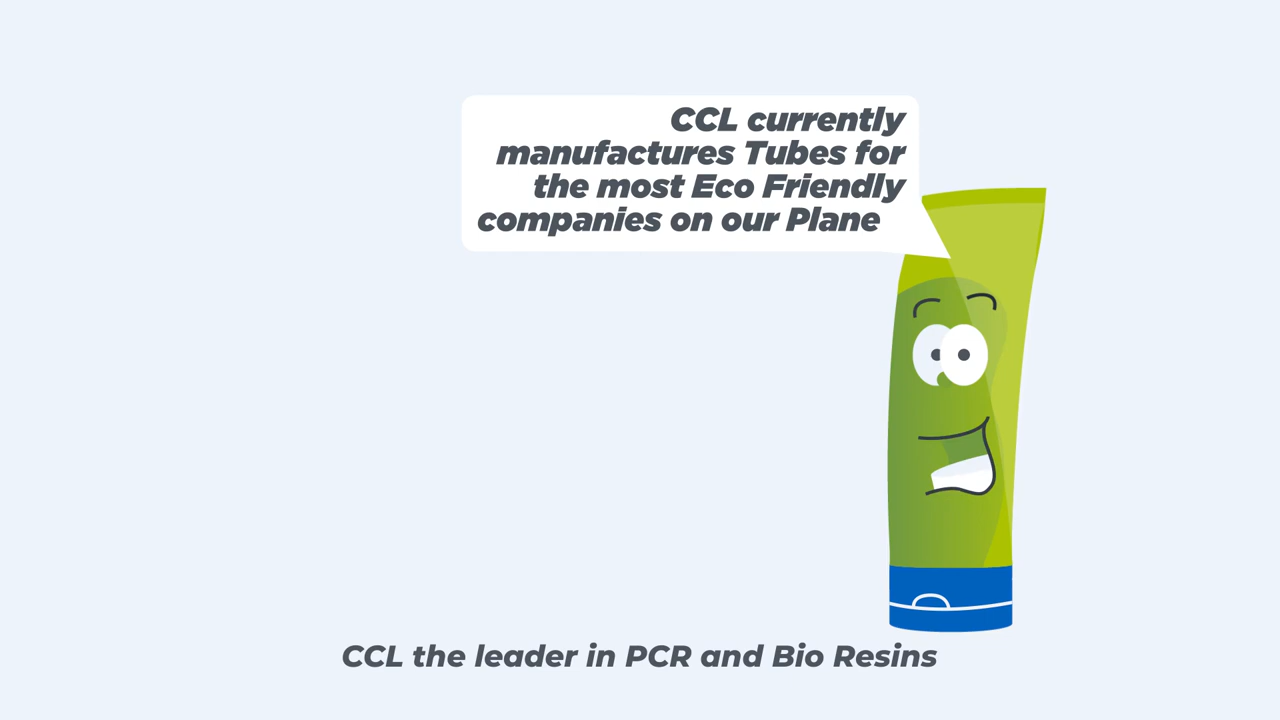 CCL currently
manufactures Tubes for
the most Eco Friendly
companies on our Plane
CCL the leader in PCR and Bio Resins